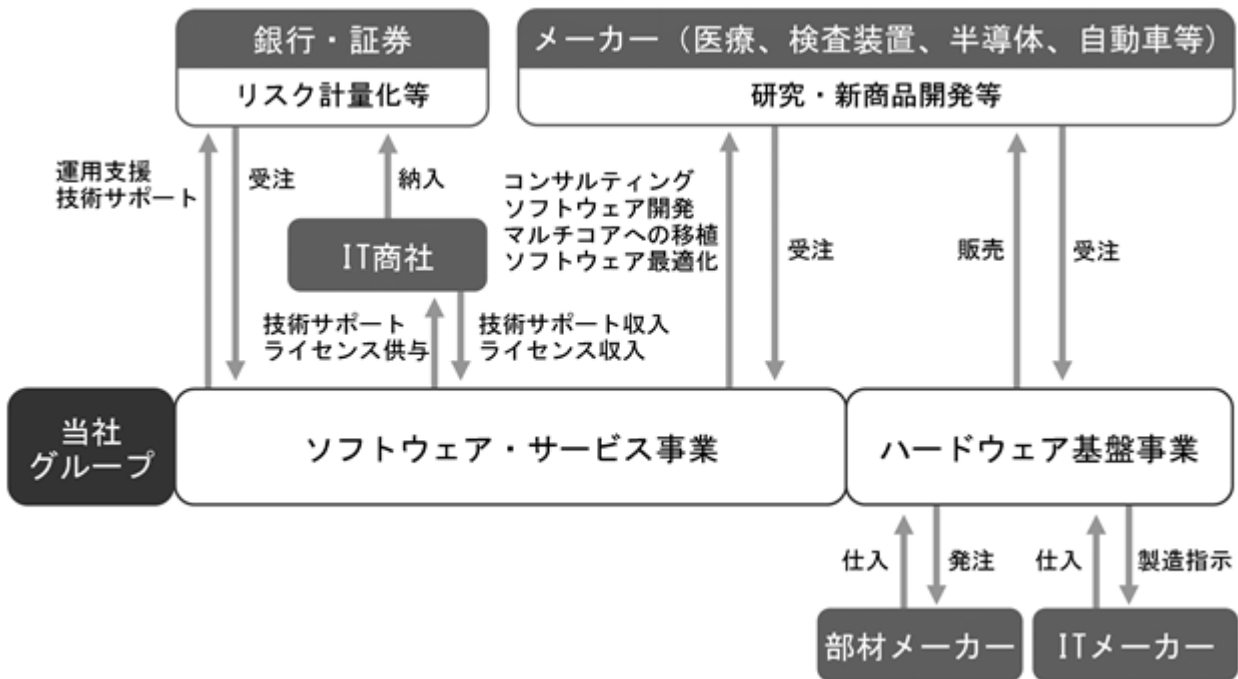 銀行・証券
リスク計量化等
メーカー（医療、検査装置、半導体、自動車等）
研究・新商品開発等
運用支援
技術サポート
受注
納入
コンサルティング
ソフトウェア開発
マルチコアへの移植
ソフトウェア最適化
受注
販売
受注
IT商社
技術サポート
ライセンス供与
技術サポート収入
ライセンス収入
当社
グループ
ソフトウェア・サービス事業
ハードウェア基盤事業
仕入
発注
仕入
製造指示
部材メーカー
ITメーカー